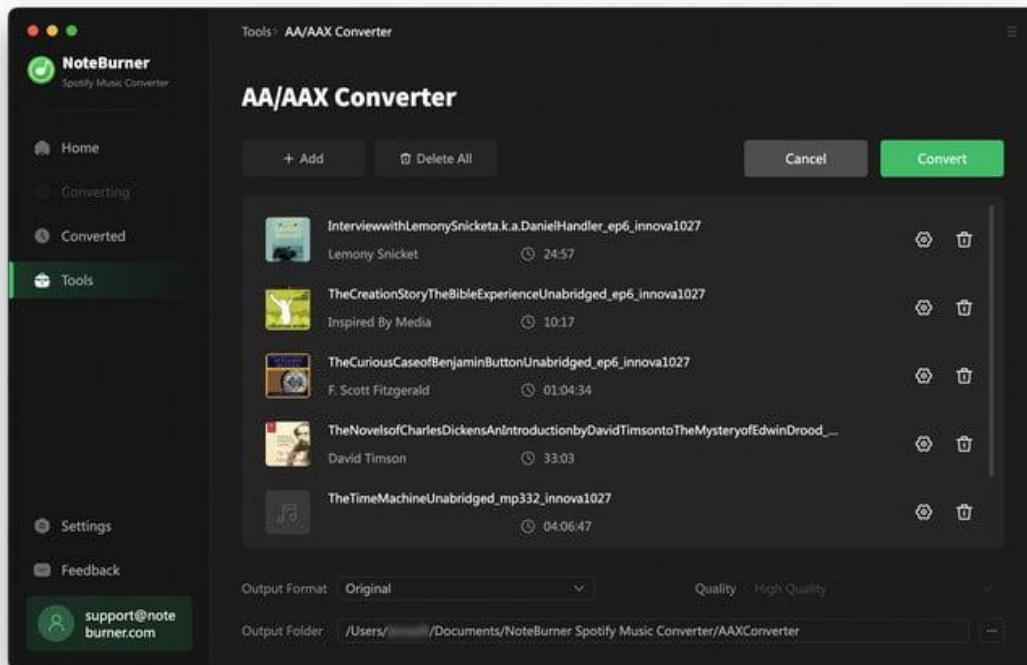 Tools> AA/AAX Converter
NoteBurner
Spotify Music Converter
AA/AAX Converter
+ Add
Delete All
Cancel
Convert
Home
Converting
Converted
Tools
InterviewwithLemonySnicketa.k.a.DanielHandler_ep6_innova1027
Lemony Snicket
24:57
TheCreationStoryTheBibleExperienceUnabridged_ep6_innova1027
Inspired By Media
10:17
TheCuriousCaseofBenjaminButtonUnabridged_ep6_innova1027
F. Scott Fitzgerald
01:04:34
TheNovelsofCharlesDickensAnIntroductionbyDavidTimsontoTheMysteryofEdwinDrood_...
David Timson
33:03
TheTimeMachineUnabridged_mp332_innova1027
04:06:47
Settings
Feedback
support@note
burner.com
Output Format
Original
Quality
High Quality
Output Folder
/Users/ /Documents/NoteBurner Spotify Music Converter/AAXConverter
...